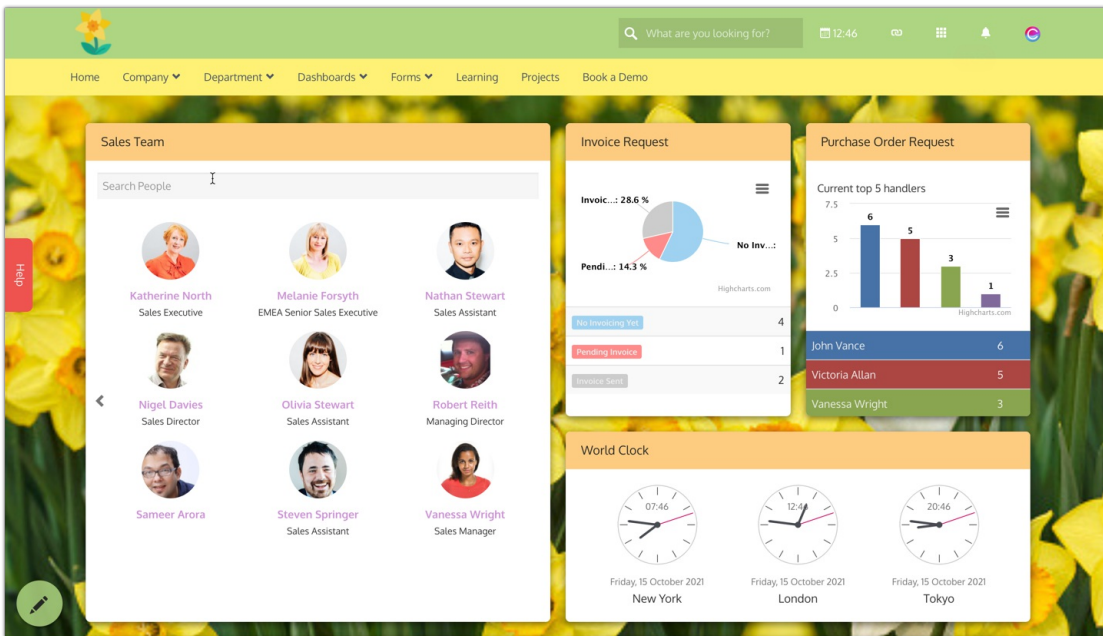 What are you looking for?
12:46
Home Company Department Dashboards Forms Learning Projects Book a Demo
Help
Sales Team
Search People
Katherine North
Sales Executive
Melanie Forsyth
EMEA Senior Sales Executive
Nathan Stewart
Sales Assistant
Nigel Davies
Sales Director
Olivia Stewart
Sales Assistant
Robert Reith
Managing Director
Sameer Arora
Steven Springer
Sales Assistant
Vanessa Wright
Sales Manager
Invoice Request
Invoic...: 28.6 %
No Inv...:
Pendi...: 14.3 %
Highcharts.com
No Invoicing Yet 4
Pending Invoice 1
Invoice Sent 2
Purchase Order Request
Current top 5 handlers
7.5
5
2.5
0
6
5
3
1
Highcharts.com
John Vance 6
Victoria Allan 5
Vanessa Wright 3
World Clock
07:46
Friday, 15 October 2021
New York
12:46
Friday, 15 October 2021
London
20:46
Friday, 15 October 2021
Tokyo